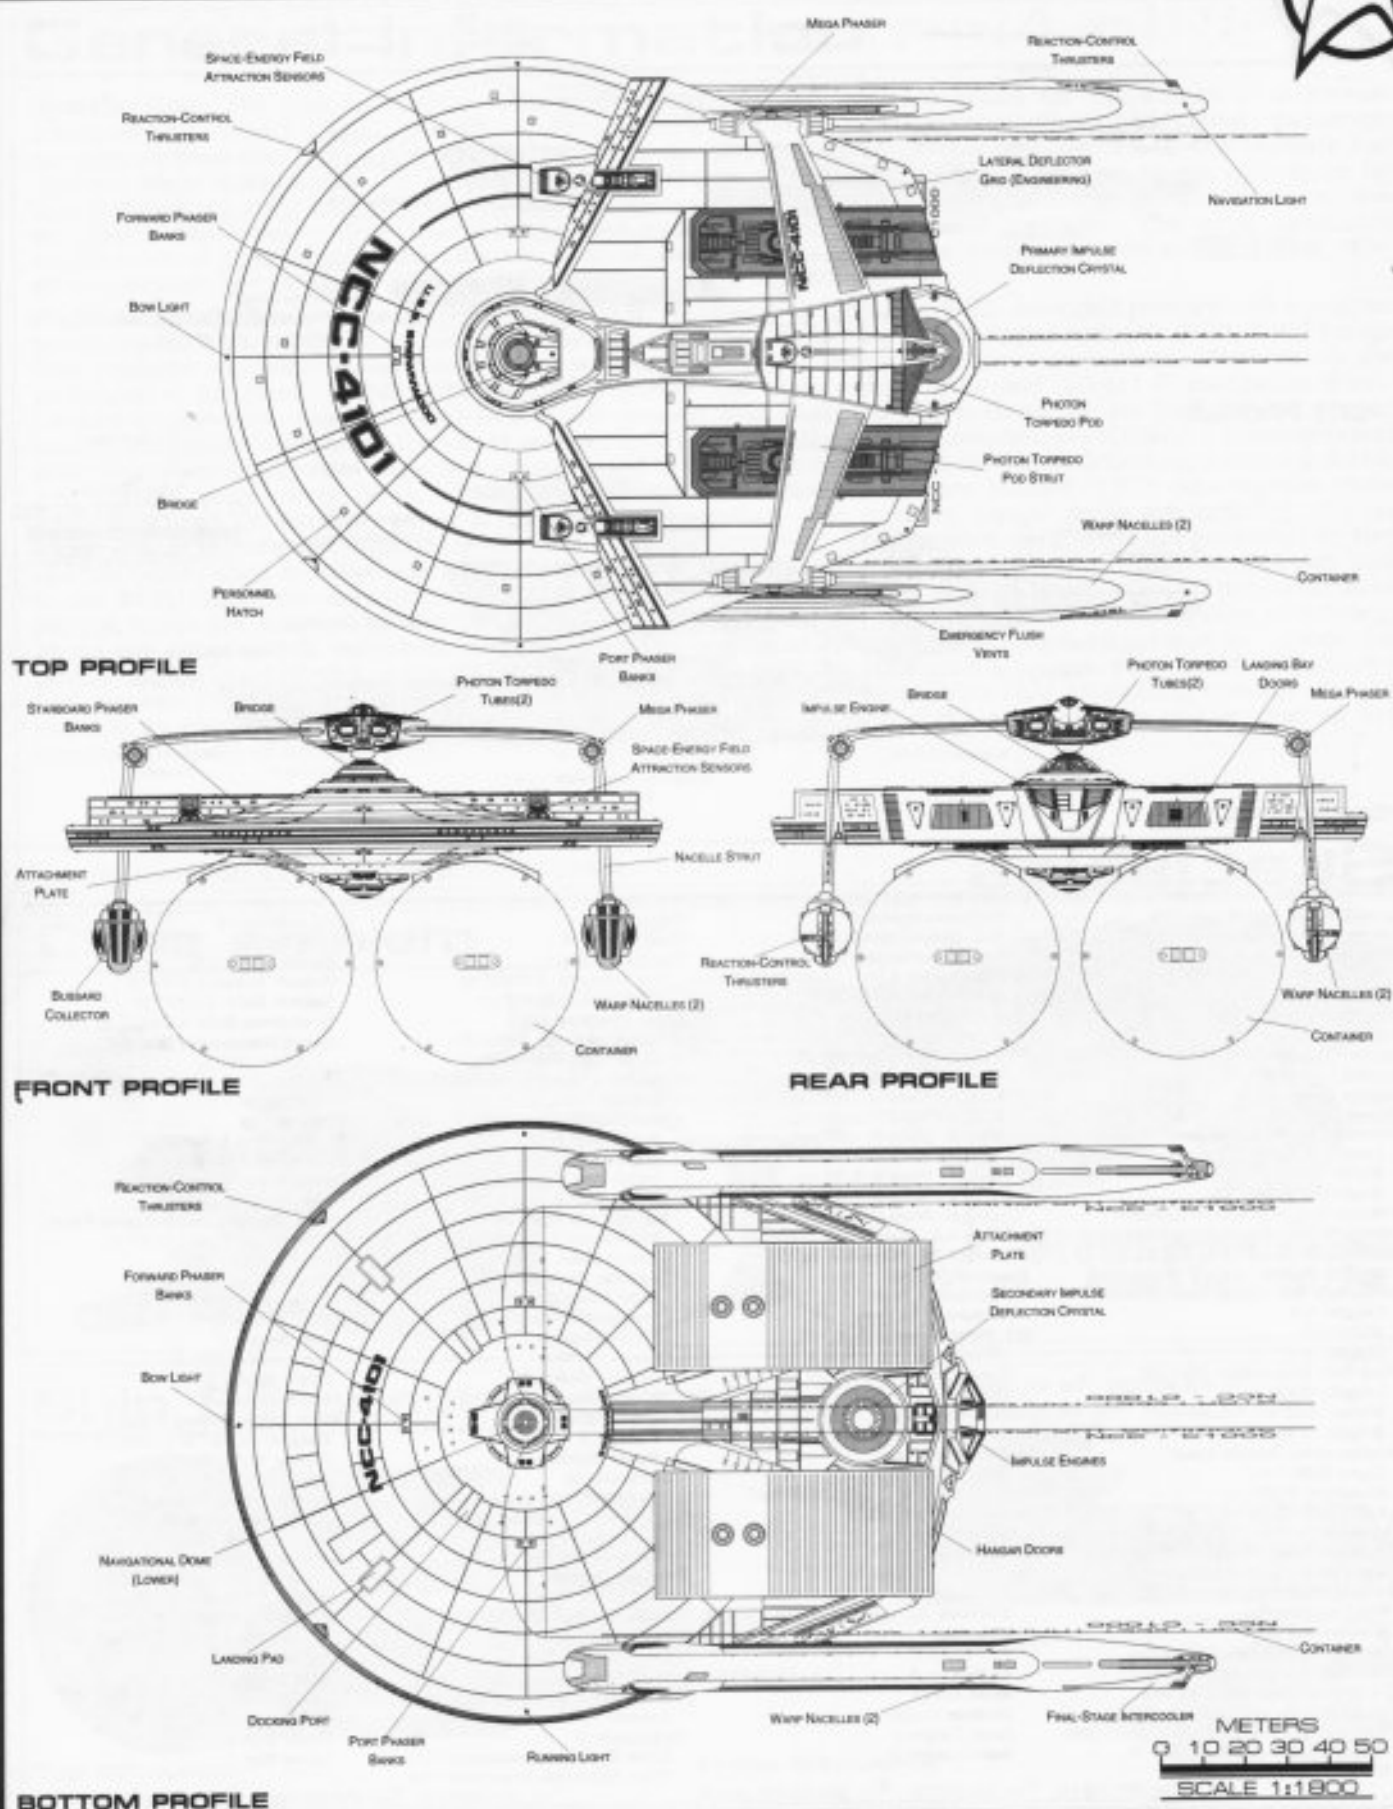 MEGA PHASER
REACTION-CONTROL
THRUSTERS
SPACE-ENERGY FIELD
ATTRACTION SENSORS
REACTION-CONTROL
THRUSTERS
LATERAL DEFLECTOR
GRID (ENGINEERING)
NAVIGATION LIGHT
FORWARD PHASER
BANKS
PRIMARY IMPULSE
DEFLECTION CRYSTAL
BOW LIGHT
NCC-4101
U.S.S.
NCC-4101
PHOTON
TORPEDO POD
PHOTON TORPEDO
POD STRUT
BRIDGE
WARP NACELLES (2)
CONTAINER
PERSONNEL
HATCH
EMERGENCY FLUSH
VENTS
PORT PHASER
BANKS
TOP PROFILE
STARBOARD PHASER
BANKS
BRIDGE
PHOTON TORPEDO
TUBES(2)
MEGA PHASER
SPACE-ENERGY FIELD
ATTRACTION SENSORS
NACELLE STRUT
ATTACHMENT
PLATE
BUSSARD
COLLECTOR
WARP NACELLES (2)
CONTAINER
FRONT PROFILE
IMPULSE ENGINE
BRIDGE
PHOTON TORPEDO
TUBES(2)
LANDING BAY
DOORS
MEGA PHASER
REACTION-CONTROL
THRUSTERS
WARP NACELLES (2)
CONTAINER
REAR PROFILE
REACTION-CONTROL
THRUSTERS
ATTACHMENT
PLATE
FORWARD PHASER
BANKS
SECONDARY IMPULSE
DEFLECTION CRYSTAL
BOW LIGHT
NCC-4101
IMPULSE ENGINES
HANGAR DOORS
NAVIGATIONAL DOME
(LOWER)
LANDING PAD
CONTAINER
DOCKING PORT
PORT PHASER
BANKS
RUNNING LIGHT
WARP NACELLES (2)
FINAL-STAGE INTERCOOLER
METERS
0 10 20 30 40 50
SCALE 1:1800
BOTTOM PROFILE